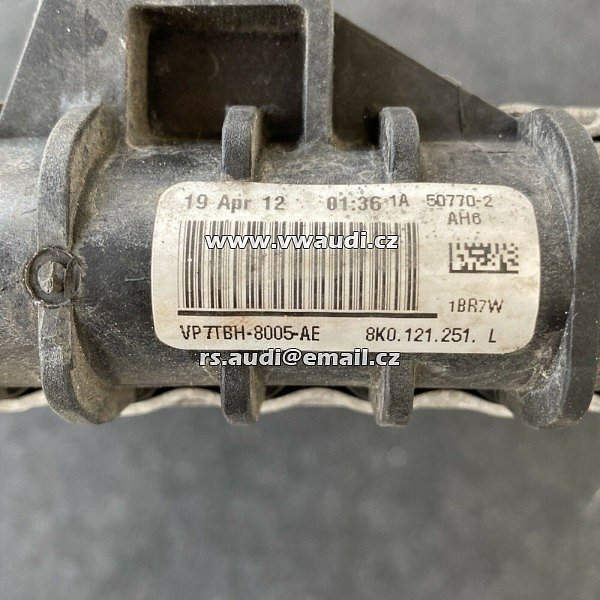 19 Apr 12 01:36 1A 50770-2
AH6
www.vwaudi.cz
1BR7W
VP7TBH-8005-AE 8K0.121.251. L
rs.audi@email.cz